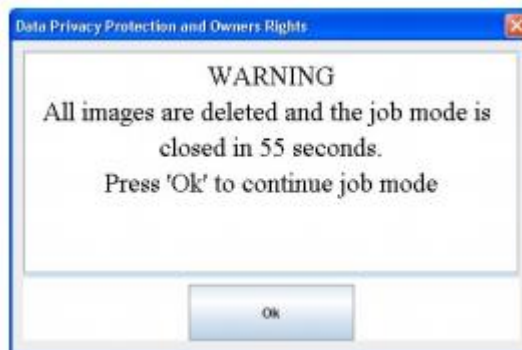 Data Privacy Protection and Owners Rights
WARNING
All images are deleted and the job mode is
closed in 55 seconds.
Press 'Ok' to continue job mode
Ok